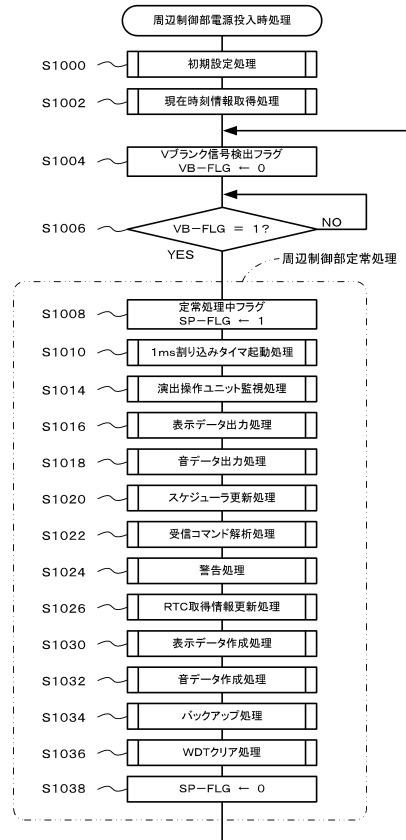 周辺制御部電源投入時処理
S1000 初期設定処理
S1002 現在時刻情報取得処理
S1004 Vブランク信号検出フラグ
VB-FLG ← 0
S1006 VB-FLG = 1? NO
YES
周辺制御部定常処理
S1008 定常処理中フラグ
SP-FLG ← 1
S1010 1ms割り込みタイマ起動処理
S1014 演出操作ユニット監視処理
S1016 表示データ出力処理
S1018 音データ出力処理
S1020 スケジューラ更新処理
S1022 受信コマンド解析処理
S1024 警告処理
S1026 RTC取得情報更新処理
S1030 表示データ作成処理
S1032 音データ作成処理
S1034 バックアップ処理
S1036 WDTクリア処理
S1038 SP-FLG ← 0